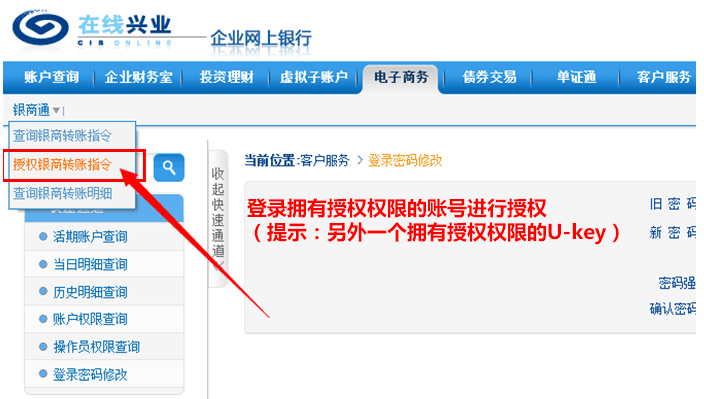 在线兴业
CIB ONLINE
企业网上银行
账户查询 企业财务室 投资理财 虚拟子账户 电子商务 债券交易 单证通 客户服务
银商通
查询银商转账指令
授权银商转账指令
查询银商转账明细
收起快速通道
当前位置:客户服务 > 登录密码修改
登录拥有授权权限的账号进行授权
（提示：另外一个拥有授权权限的U-key）
旧 密 码
新 密 码
密码强
确认密码
活期账户查询
当日明细查询
历史明细查询
账户权限查询
操作员权限查询
登录密码修改